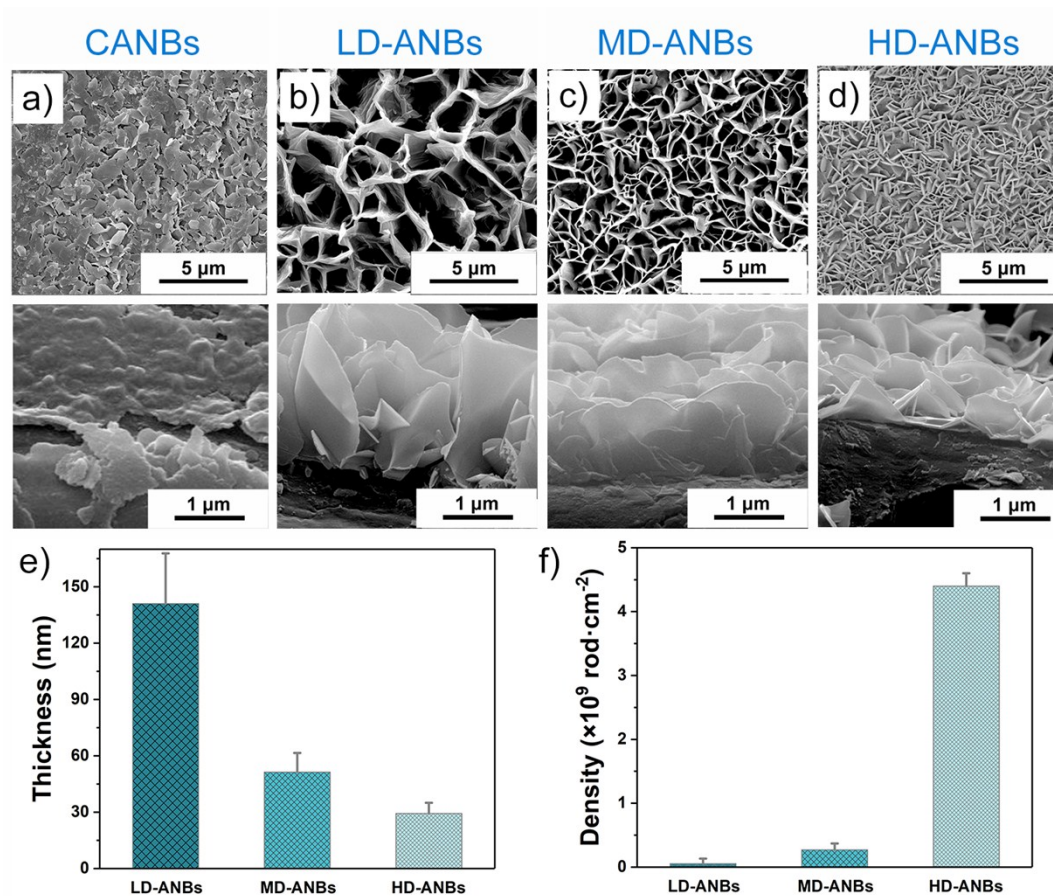 CANBs LD-ANBs MD-ANBs HD-ANBs
a) b) c) d)
5 µm 5 µm 5 µm 5 µm
1 µm 1 µm 1 µm 1 µm
e)
Thickness (nm)
150
120
90
60
30
0
LD-ANBs MD-ANBs HD-ANBs
f)
Density (×10⁹ rod·cm⁻²)
5
4
3
2
1
0
LD-ANBs MD-ANBs HD-ANBs